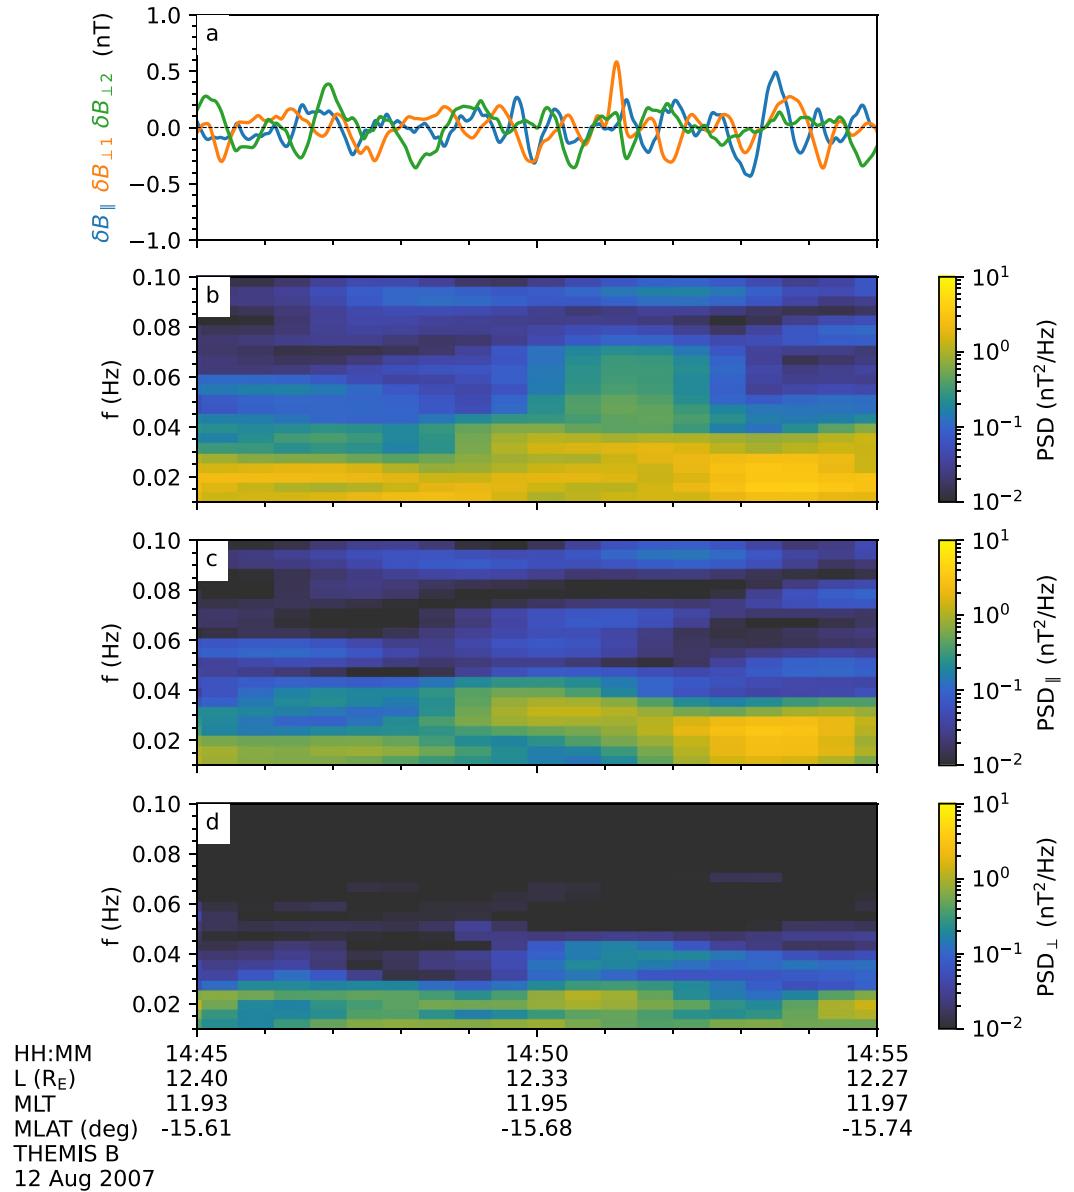 δB∥ δB⊥1 δB⊥2 (nT)
1.0
0.5
0.0
−0.5
−1.0
a
f (Hz)
0.10
0.08
0.06
0.04
0.02
b
10¹
10⁰
10⁻¹
10⁻²
PSD (nT²/Hz)
f (Hz)
0.10
0.08
0.06
0.04
0.02
c
10¹
10⁰
10⁻¹
10⁻²
PSD∥ (nT²/Hz)
f (Hz)
0.10
0.08
0.06
0.04
0.02
d
10¹
10⁰
10⁻¹
10⁻²
PSD⊥ (nT²/Hz)
HH:MM 14:45 14:50 14:55
L (R_E) 12.40 12.33 12.27
MLT 11.93 11.95 11.97
MLAT (deg) -15.61 -15.68 -15.74
THEMIS B
12 Aug 2007